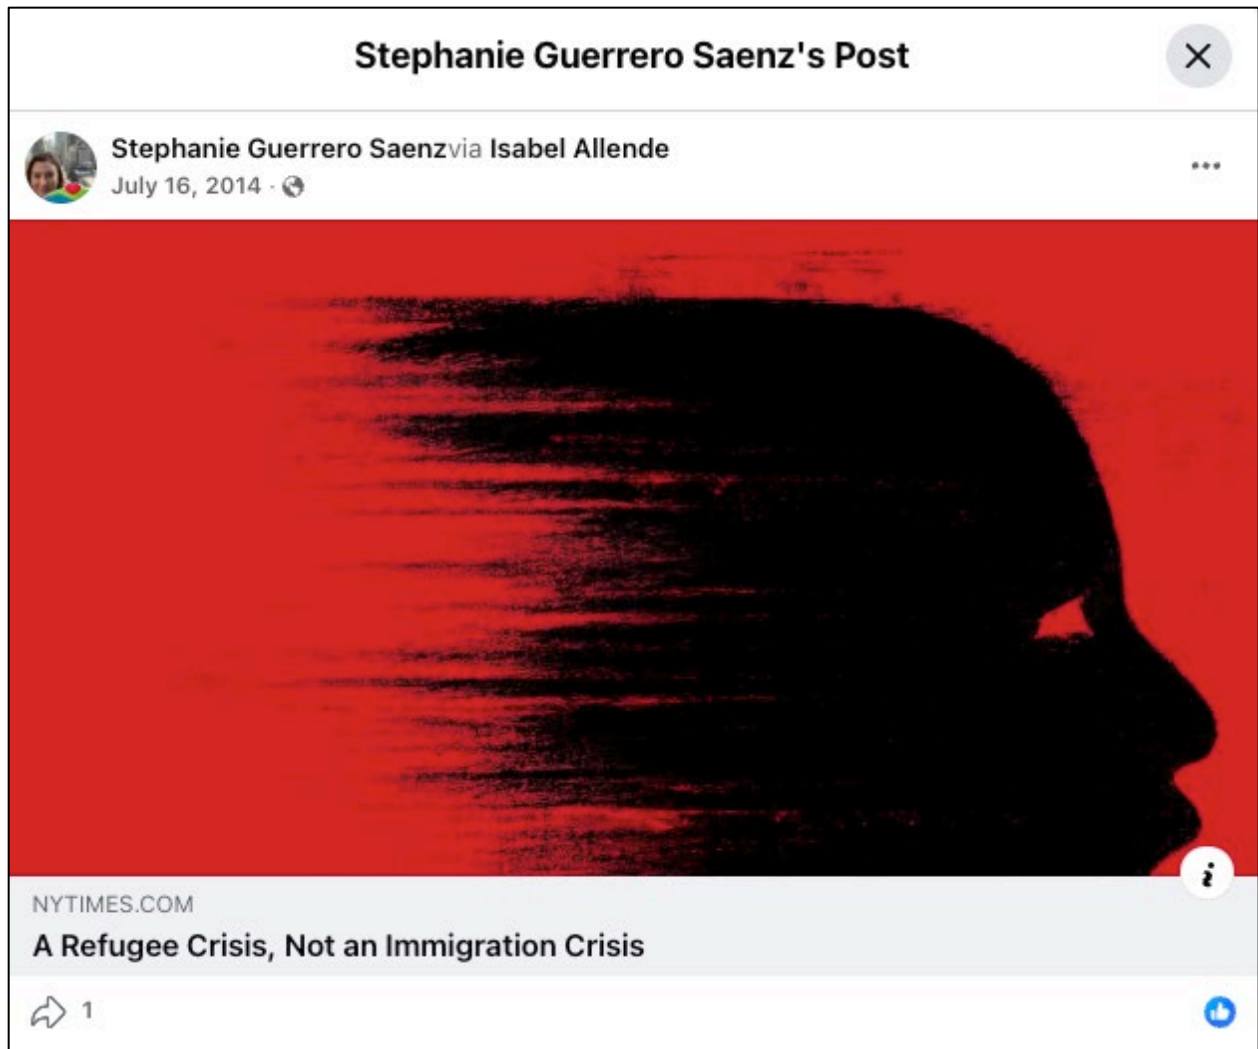 Stephanie Guerrero Saenz's Post
Stephanie Guerrero Saenzvia Isabel Allende
July 16, 2014 ·
NYTIMES.COM
A Refugee Crisis, Not an Immigration Crisis
1